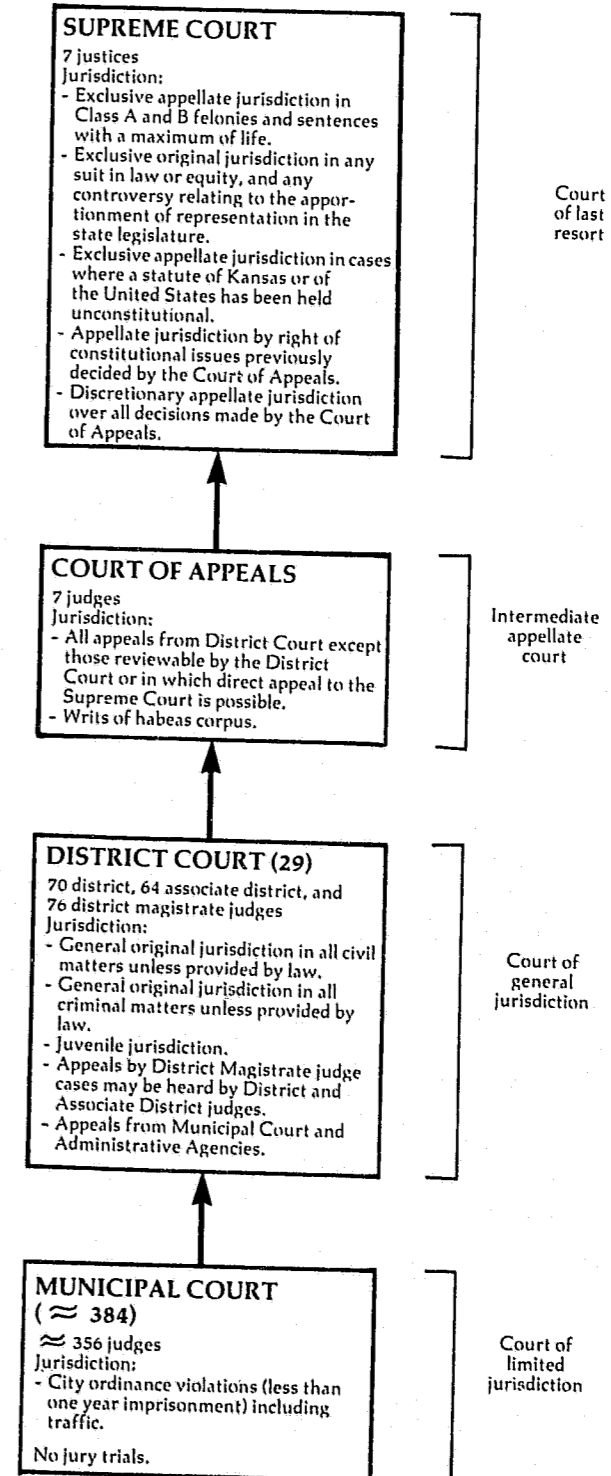 SUPREME COURT
7 justices
Jurisdiction:
- Exclusive appellate jurisdiction in
Class A and B felonies and sentences
with a maximum of life.
- Exclusive original jurisdiction in any
suit in law or equity, and any
controversy relating to the appor-
tionment of representation in the
state legislature.
- Exclusive appellate jurisdiction in cases
where a statute of Kansas or of
the United States has been held
unconstitutional.
- Appellate jurisdiction by right of
constitutional issues previously
decided by the Court of Appeals.
- Discretionary appellate jurisdiction
over all decisions made by the Court
of Appeals.
Court
of last
resort
COURT OF APPEALS
7 judges
Jurisdiction:
- All appeals from District Court except
those reviewable by the District
Court or in which direct appeal to the
Supreme Court is possible.
- Writs of habeas corpus.
Intermediate
appellate
court
DISTRICT COURT (29)
70 district, 64 associate district, and
76 district magistrate judges
Jurisdiction:
- General original jurisdiction in all civil
matters unless provided by law.
- General original jurisdiction in all
criminal matters unless provided by
law.
- Juvenile jurisdiction.
- Appeals by District Magistrate judge
cases may be heard by District and
Associate District judges.
- Appeals from Municipal Court and
Administrative Agencies.
Court of
general
jurisdiction
MUNICIPAL COURT
(≈ 384)
≈ 356 judges
Jurisdiction:
- City ordinance violations (less than
one year imprisonment) including
traffic.
No jury trials.
Court of
limited
jurisdiction